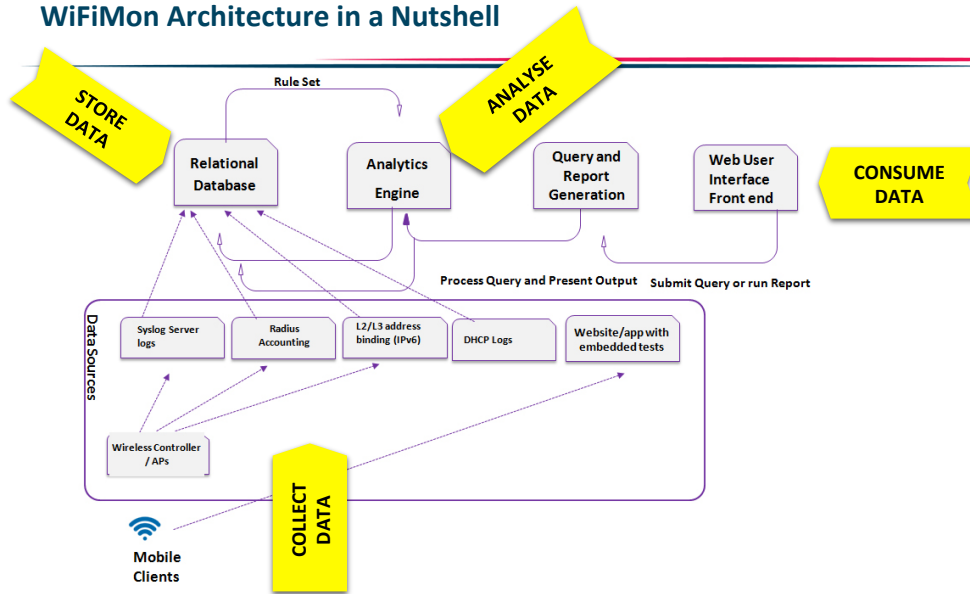 WiFiMon Architecture in a Nutshell
STORE
DATA
Rule Set
ANALYSE
DATA
Relational
Database
Analytics
Engine
Query and
Report
Generation
Web User
Interface
Front end
CONSUME
DATA
Process Query and Present Output
Submit Query or run Report
Data Sources
Syslog Server
logs
Radius
Accounting
L2/L3 address
binding (IPv6)
DHCP Logs
Website/app with
embedded tests
Wireless Controller
/ APs
COLLECT
DATA
Mobile
Clients